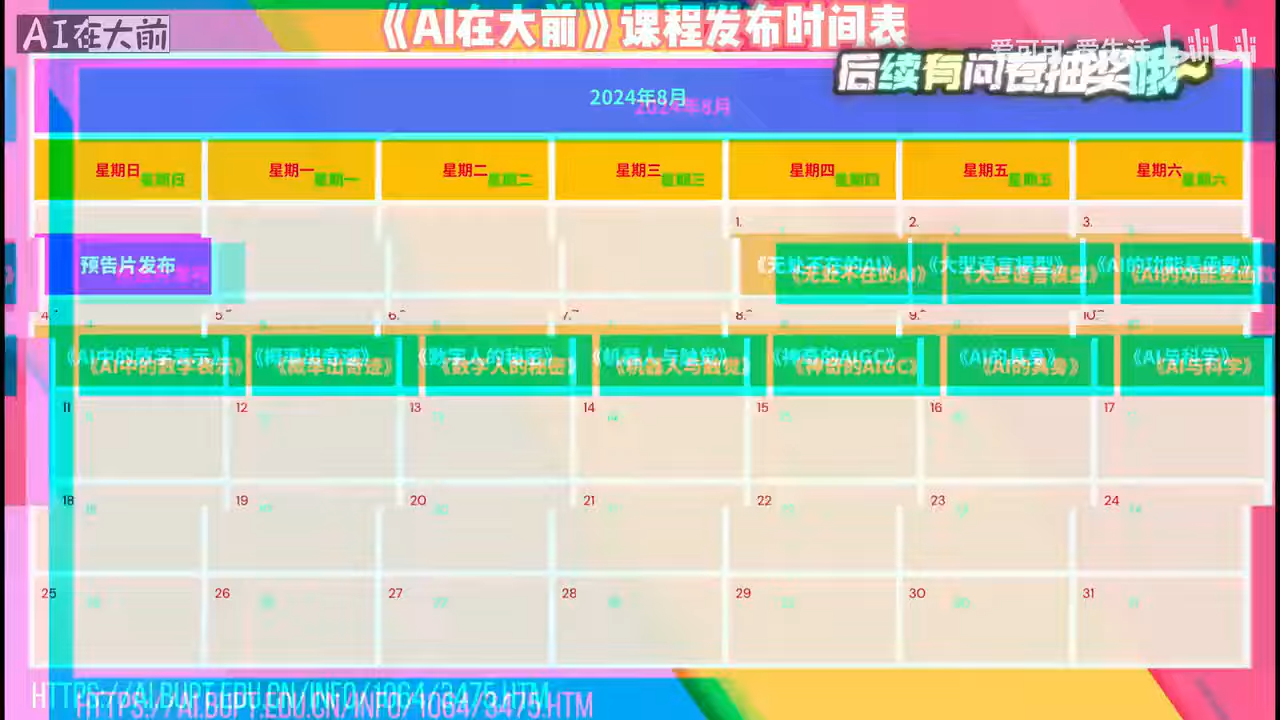 AI在大前
《AI在大前》课程发布时间表
爱可可-爱生活 bilibili
后续有问卷抽奖哦~
2024年8月
星期日 星期一 星期二 星期三 星期四 星期五 星期六
1. 2. 3.
预告片发布 《无处不在的AI》 《大型语言模型》 《AI的功能是函数》
4. 5. 6. 7. 8. 9. 10.
《AI中的数字表示》 《概率出奇迹》 《数字人的秘密》 《机器人与触觉》 《神奇的AIGC》 《AI的具身》 《AI与科学》
11 12 13 14 15 16 17
18 19 20 21 22 23 24
25 26 27 28 29 30 31
HTTPS://AI.BUPT.EDU.CN/INFO/1064/3475.HTM